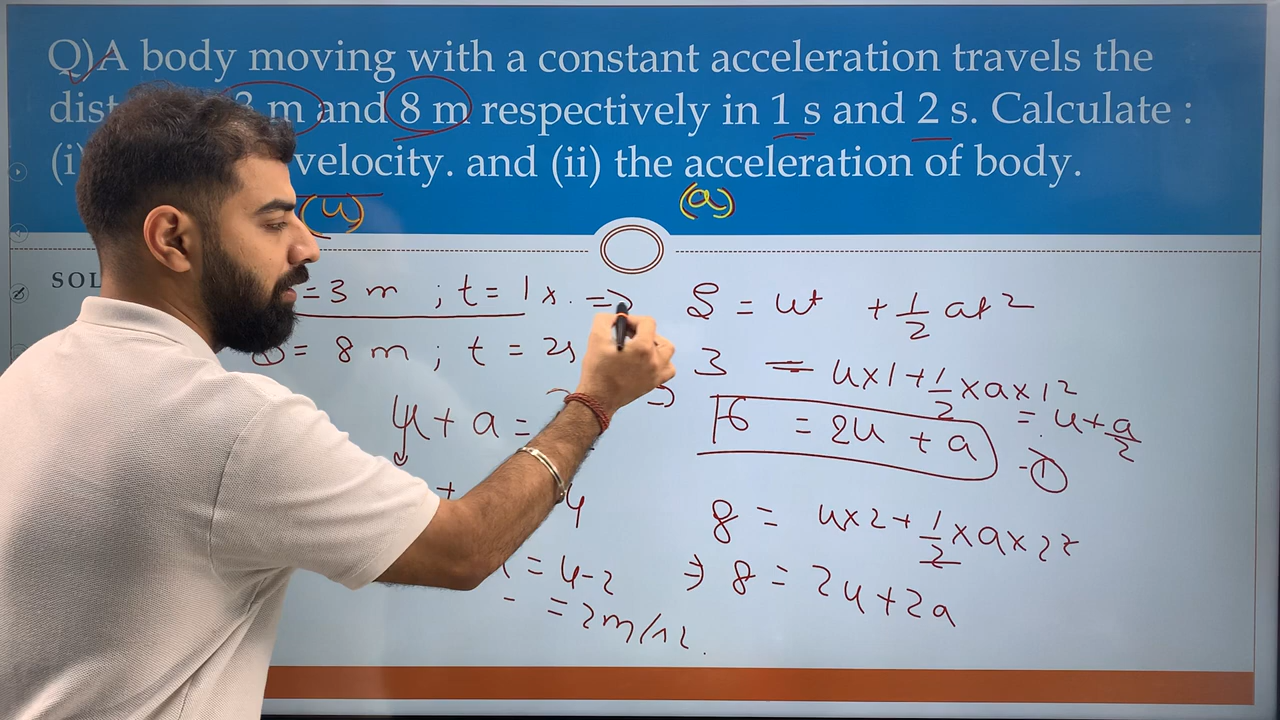 Q)A body moving with a constant acceleration travels the
dist 3 m and 8 m respectively in 1 s and 2 s. Calculate :
(i) velocity. and (ii) the acceleration of body.
(u) (a)
SOL
= 3 m ; t = 1s. => S = ut + 1/2 at²
= 8 m ; t = 2s
3 = u×1 + 1/2 × a × 1²
= u + a/2
u + a =
6 = 2u + a -①
4
8 = u×2 + 1/2 × a × 2²
= 4-2
⇒ 8 = 2u + 2a
= 2m/s2.